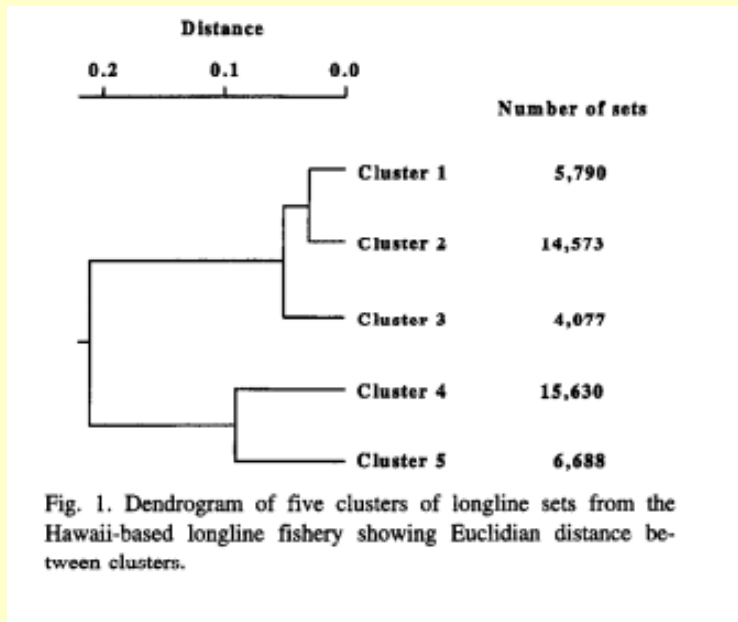 Distance
0.2 0.1 0.0
Number of sets
Cluster 1 5,790
Cluster 2 14,573
Cluster 3 4,077
Cluster 4 15,630
Cluster 5 6,688
Fig. 1. Dendrogram of five clusters of longline sets from the
Hawaii-based longline fishery showing Euclidian distance be-
tween clusters.